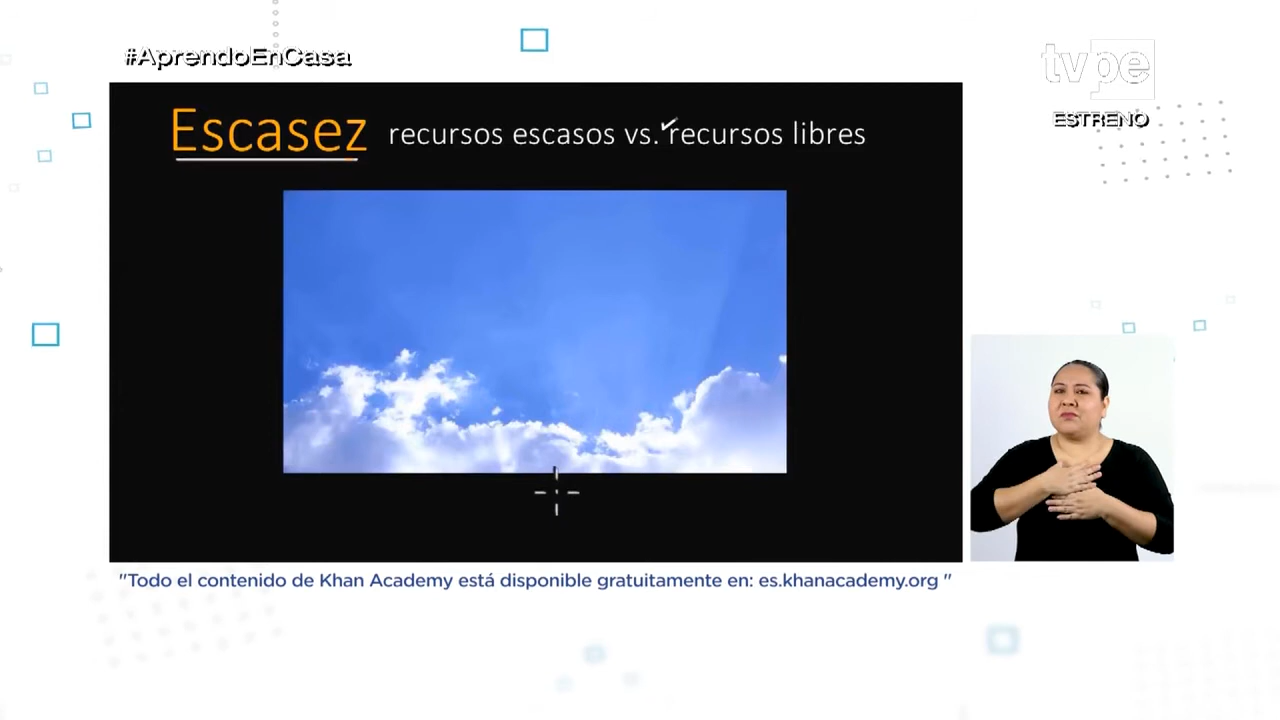 #AprendoEnCasa
tvpe
ESTRENO
Escasez recursos escasos vs. recursos libres
"Todo el contenido de Khan Academy está disponible gratuitamente en: es.khanacademy.org "